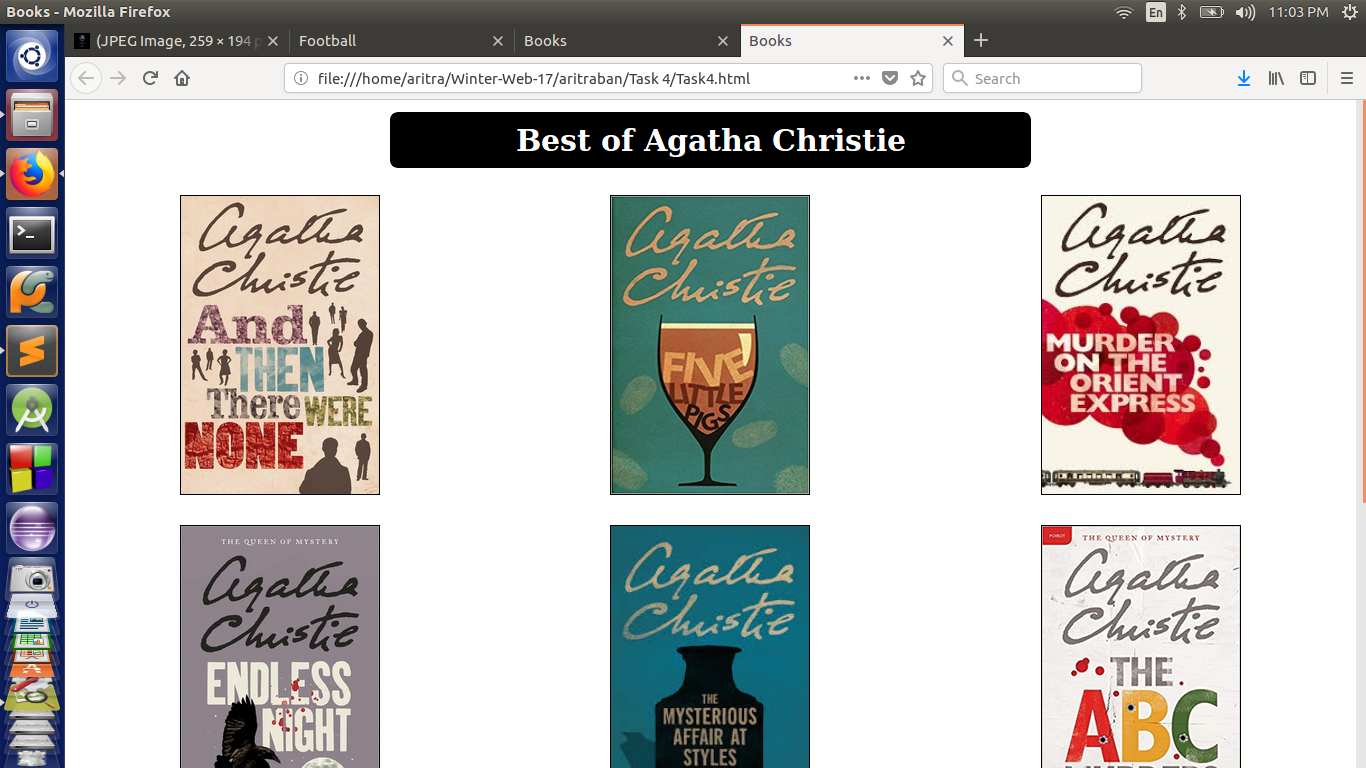 Books - Mozilla Firefox
En
11:03 PM
(JPEG Image, 259 × 194 p
Football
Books
Books
file:///home/aritra/Winter-Web-17/aritraban/Task 4/Task4.html
Search
Best of Agatha Christie
Agatha
Christie
And
THEN
There WERE
NONE
Agatha
Christie
FIVE
LITTLE
PIGS
Agatha
Christie
MURDER
ON THE
ORIENT
EXPRESS
THE QUEEN OF MYSTERY
Agatha
Christie
ENDLESS
NIGHT
Agatha
Christie
THE
MYSTERIOUS
AFFAIR AT
STYLES
POIROT
THE QUEEN OF MYSTERY
Agatha
Christie
THE
ABC
MURDERS